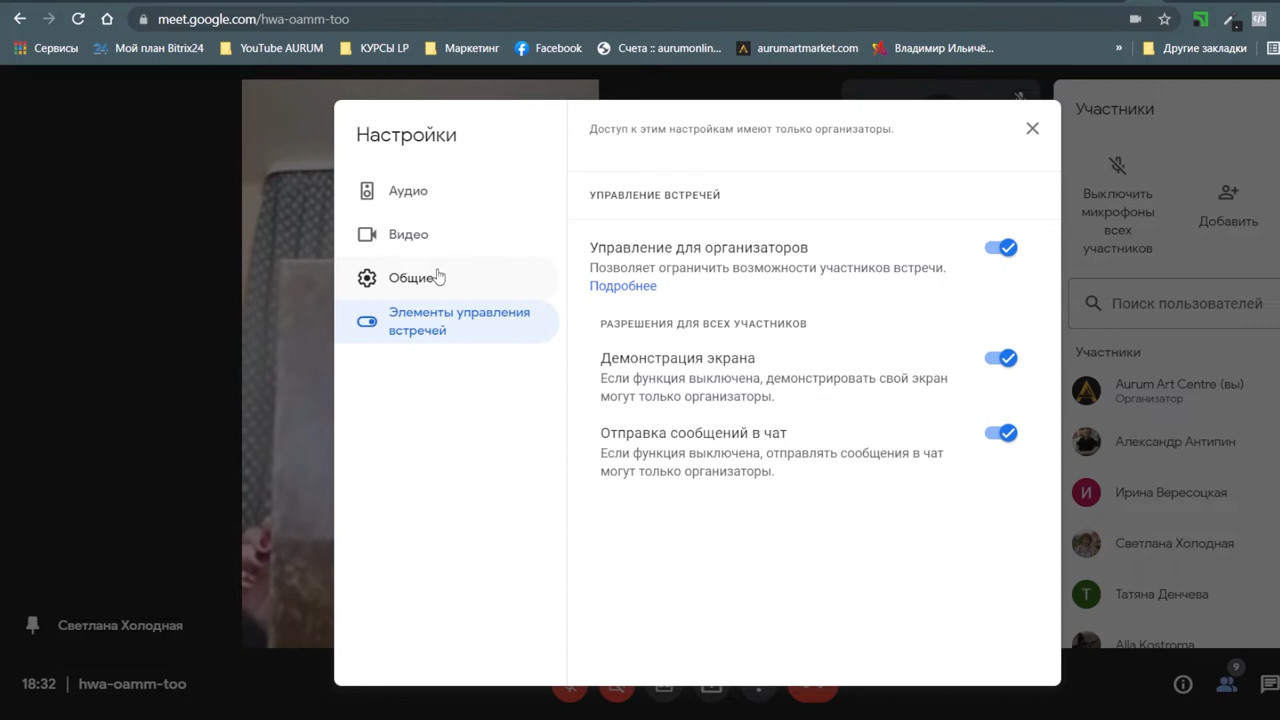 meet.google.com/hwa-oamm-too
Сервисы
Мой план Bitrix24
YouTube AURUM
КУРСЫ LP
Маркетинг
Facebook
Счета :: aurumonlin...
aurumartmarket.com
Владимир Ильичё...
»
Другие закладки
Настройки
Аудио
Видео
Общие
Элементы управления
встречей
Доступ к этим настройкам имеют только организаторы.
УПРАВЛЕНИЕ ВСТРЕЧЕЙ
Управление для организаторов
Позволяет ограничить возможности участников встречи.
Подробнее
РАЗРЕШЕНИЯ ДЛЯ ВСЕХ УЧАСТНИКОВ
Демонстрация экрана
Если функция выключена, демонстрировать свой экран
могут только организаторы.
Отправка сообщений в чат
Если функция выключена, отправлять сообщения в чат
могут только организаторы.
Участники
Выключить
микрофоны
всех
участников
Добавить
Поиск пользователей
Участники
Aurum Art Centre (вы)
Организатор
Александр Антипин
И
Ирина Вересоцкая
Светлана Холодная
Т
Татяна Денчева
Alla Kostroma
Светлана Холодная
18:32 | hwa-oamm-too
9